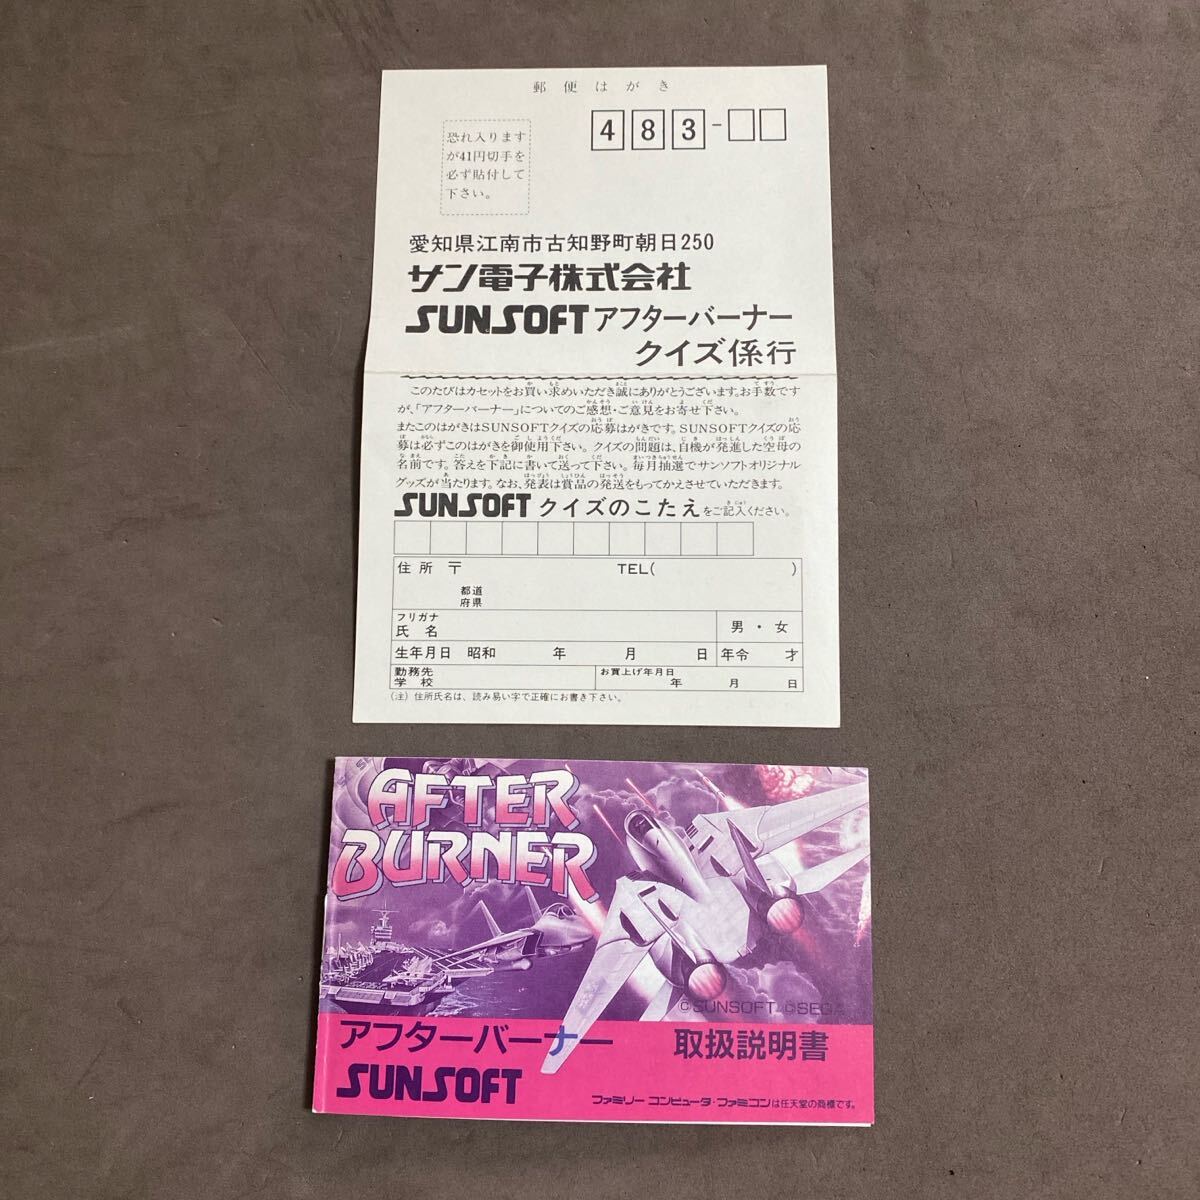 郵便はがき
恐れ入ります
が41円切手を
必ず貼付して
下さい。
483-
愛知県江南市古知野町朝日250
サン電子株式会社
SUNSOFT アフターバーナー
クイズ係行
このたびはカセットをお買い求めいただき誠にありがとうございます。お手数です
が、「アフターバーナー」についてのご感想・ご意見をお寄せ下さい。
またこのはがきはSUNSOFTクイズの応募はがきです。SUNSOFTクイズの応
募は必ずこのはがきを御使用下さい。クイズの問題は、自機が発進した空母の
名前です。答えを下記に書いて送って下さい。毎月抽選でサンソフトオリジナル
グッズが当たります。なお、発表は賞品の発送をもってかえさせていただきます。
SUNSOFT クイズのこたえをご記入ください。
住所 〒 TEL( )
都道
府県
フリガナ
氏名 男・女
生年月日 昭和 年 月 日 年令 才
勤務先
学校
お買上げ年月日
年 月 日
(注) 住所氏名は、読み易い字で正確にお書き下さい。
AFTER
BURNER
©SUNSOFT ©SEGA
アフターバーナー 取扱説明書
SUNSOFT
ファミリーコンピュータ・ファミコンは任天堂の商標です。